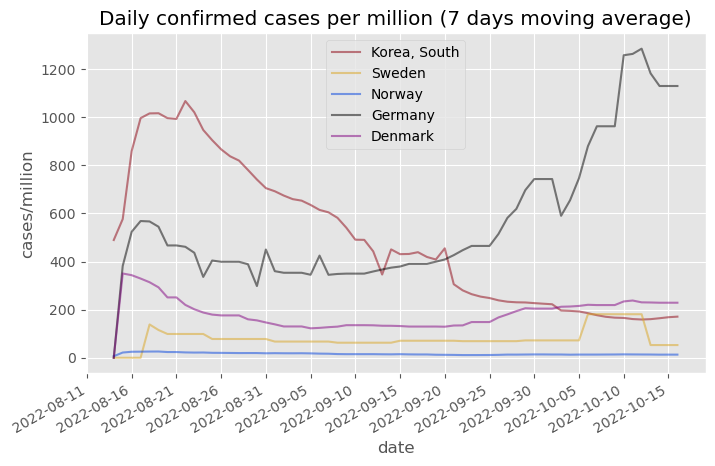 Daily confirmed cases per million (7 days moving average)
Korea, South
Sweden
Norway
Germany
Denmark
cases/million
1200
1000
800
600
400
200
0
2022-08-11
2022-08-16
2022-08-21
2022-08-26
2022-08-31
2022-09-05
2022-09-10
2022-09-15
2022-09-20
2022-09-25
2022-09-30
2022-10-05
2022-10-10
2022-10-15
date